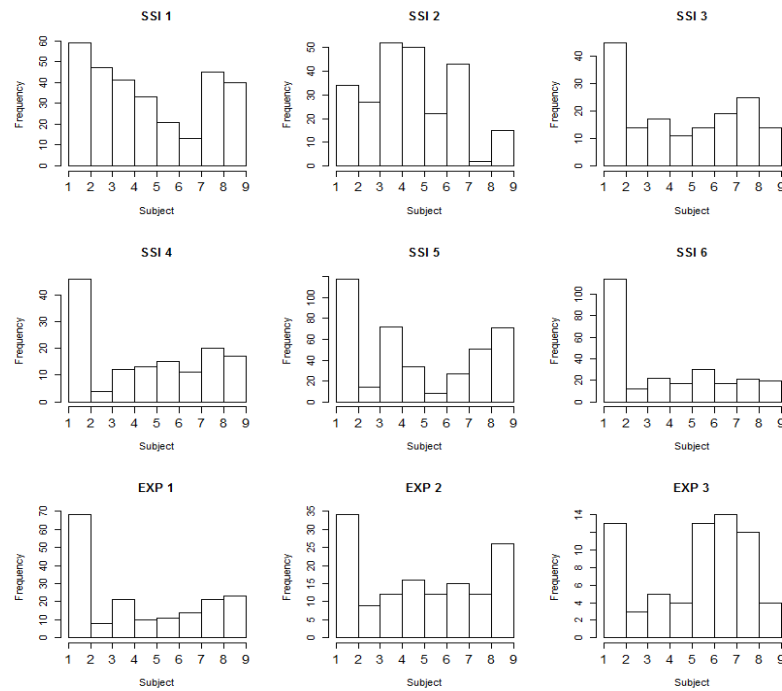 SSI 1
Frequency
0 10 20 30 40 50 60
1 2 3 4 5 6 7 8 9
Subject
SSI 2
Frequency
0 10 20 30 40 50
1 2 3 4 5 6 7 8 9
Subject
SSI 3
Frequency
0 10 20 30 40
1 2 3 4 5 6 7 8 9
Subject
SSI 4
Frequency
0 10 20 30 40
1 2 3 4 5 6 7 8 9
Subject
SSI 5
Frequency
0 20 40 60 80 100
1 2 3 4 5 6 7 8 9
Subject
SSI 6
Frequency
0 20 40 60 80 100
1 2 3 4 5 6 7 8 9
Subject
EXP 1
Frequency
0 10 20 30 40 50 60 70
1 2 3 4 5 6 7 8 9
Subject
EXP 2
Frequency
0 5 10 15 20 25 30 35
1 2 3 4 5 6 7 8 9
Subject
EXP 3
Frequency
0 2 4 6 8 12 14
1 2 3 4 5 6 7 8 9
Subject